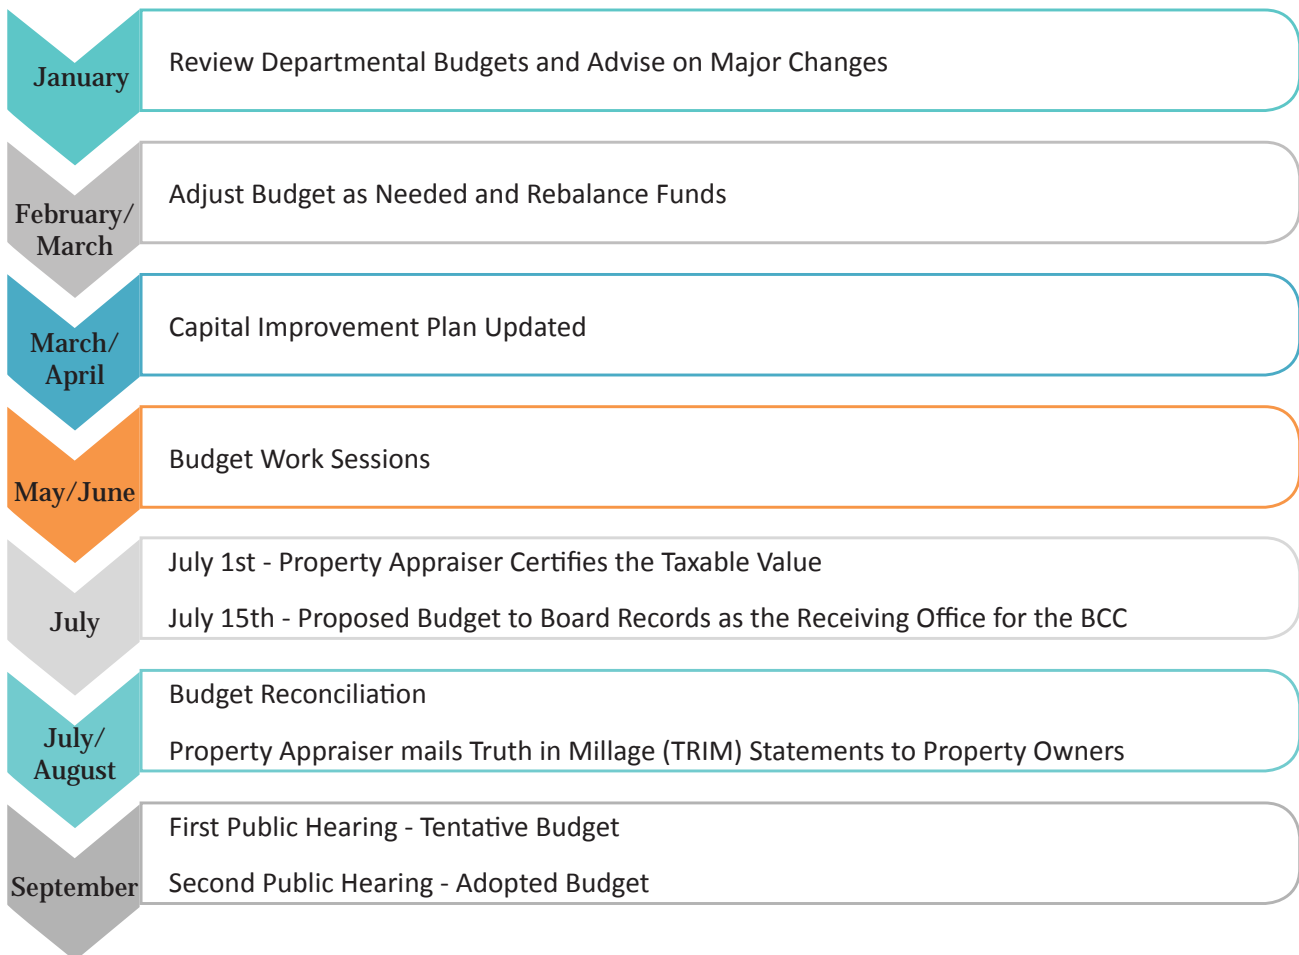 January
Review Departmental Budgets and Advise on Major Changes
February/
March
Adjust Budget as Needed and Rebalance Funds
March/
April
Capital Improvement Plan Updated
May/June
Budget Work Sessions
July
July 1st - Property Appraiser Certifies the Taxable Value
July 15th - Proposed Budget to Board Records as the Receiving Office for the BCC
July/
August
Budget Reconciliation
Property Appraiser mails Truth in Millage (TRIM) Statements to Property Owners
September
First Public Hearing - Tentative Budget
Second Public Hearing - Adopted Budget